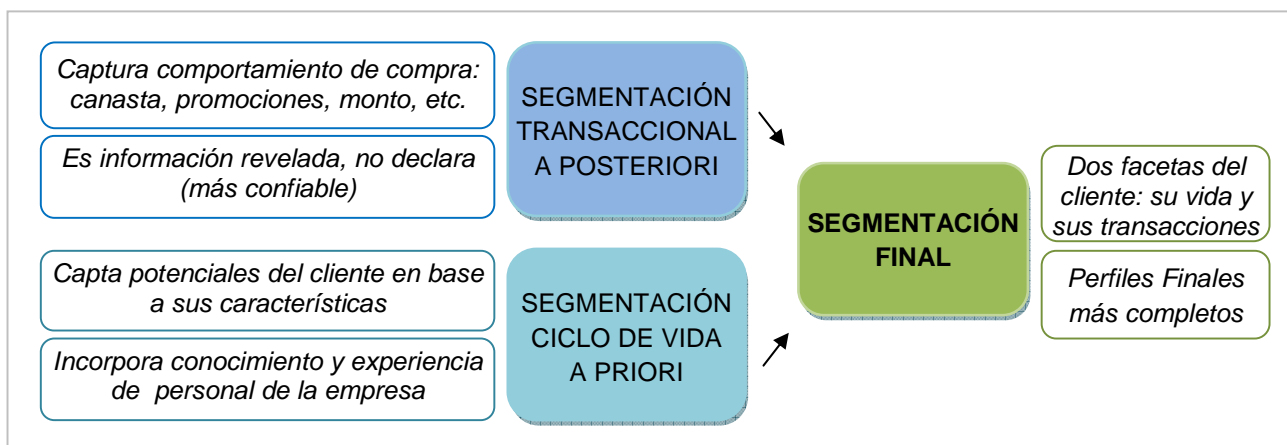 Captura comportamiento de compra:
canasta, promociones, monto, etc.
Es información revelada, no declara
(más confiable)
SEGMENTACIÓN
TRANSACCIONAL
A POSTERIORI
Capta potenciales del cliente en base
a sus características
Incorpora conocimiento y experiencia
de personal de la empresa
SEGMENTACIÓN
CICLO DE VIDA
A PRIORI
SEGMENTACIÓN
FINAL
Dos facetas del
cliente: su vida y
sus transacciones
Perfiles Finales
más completos